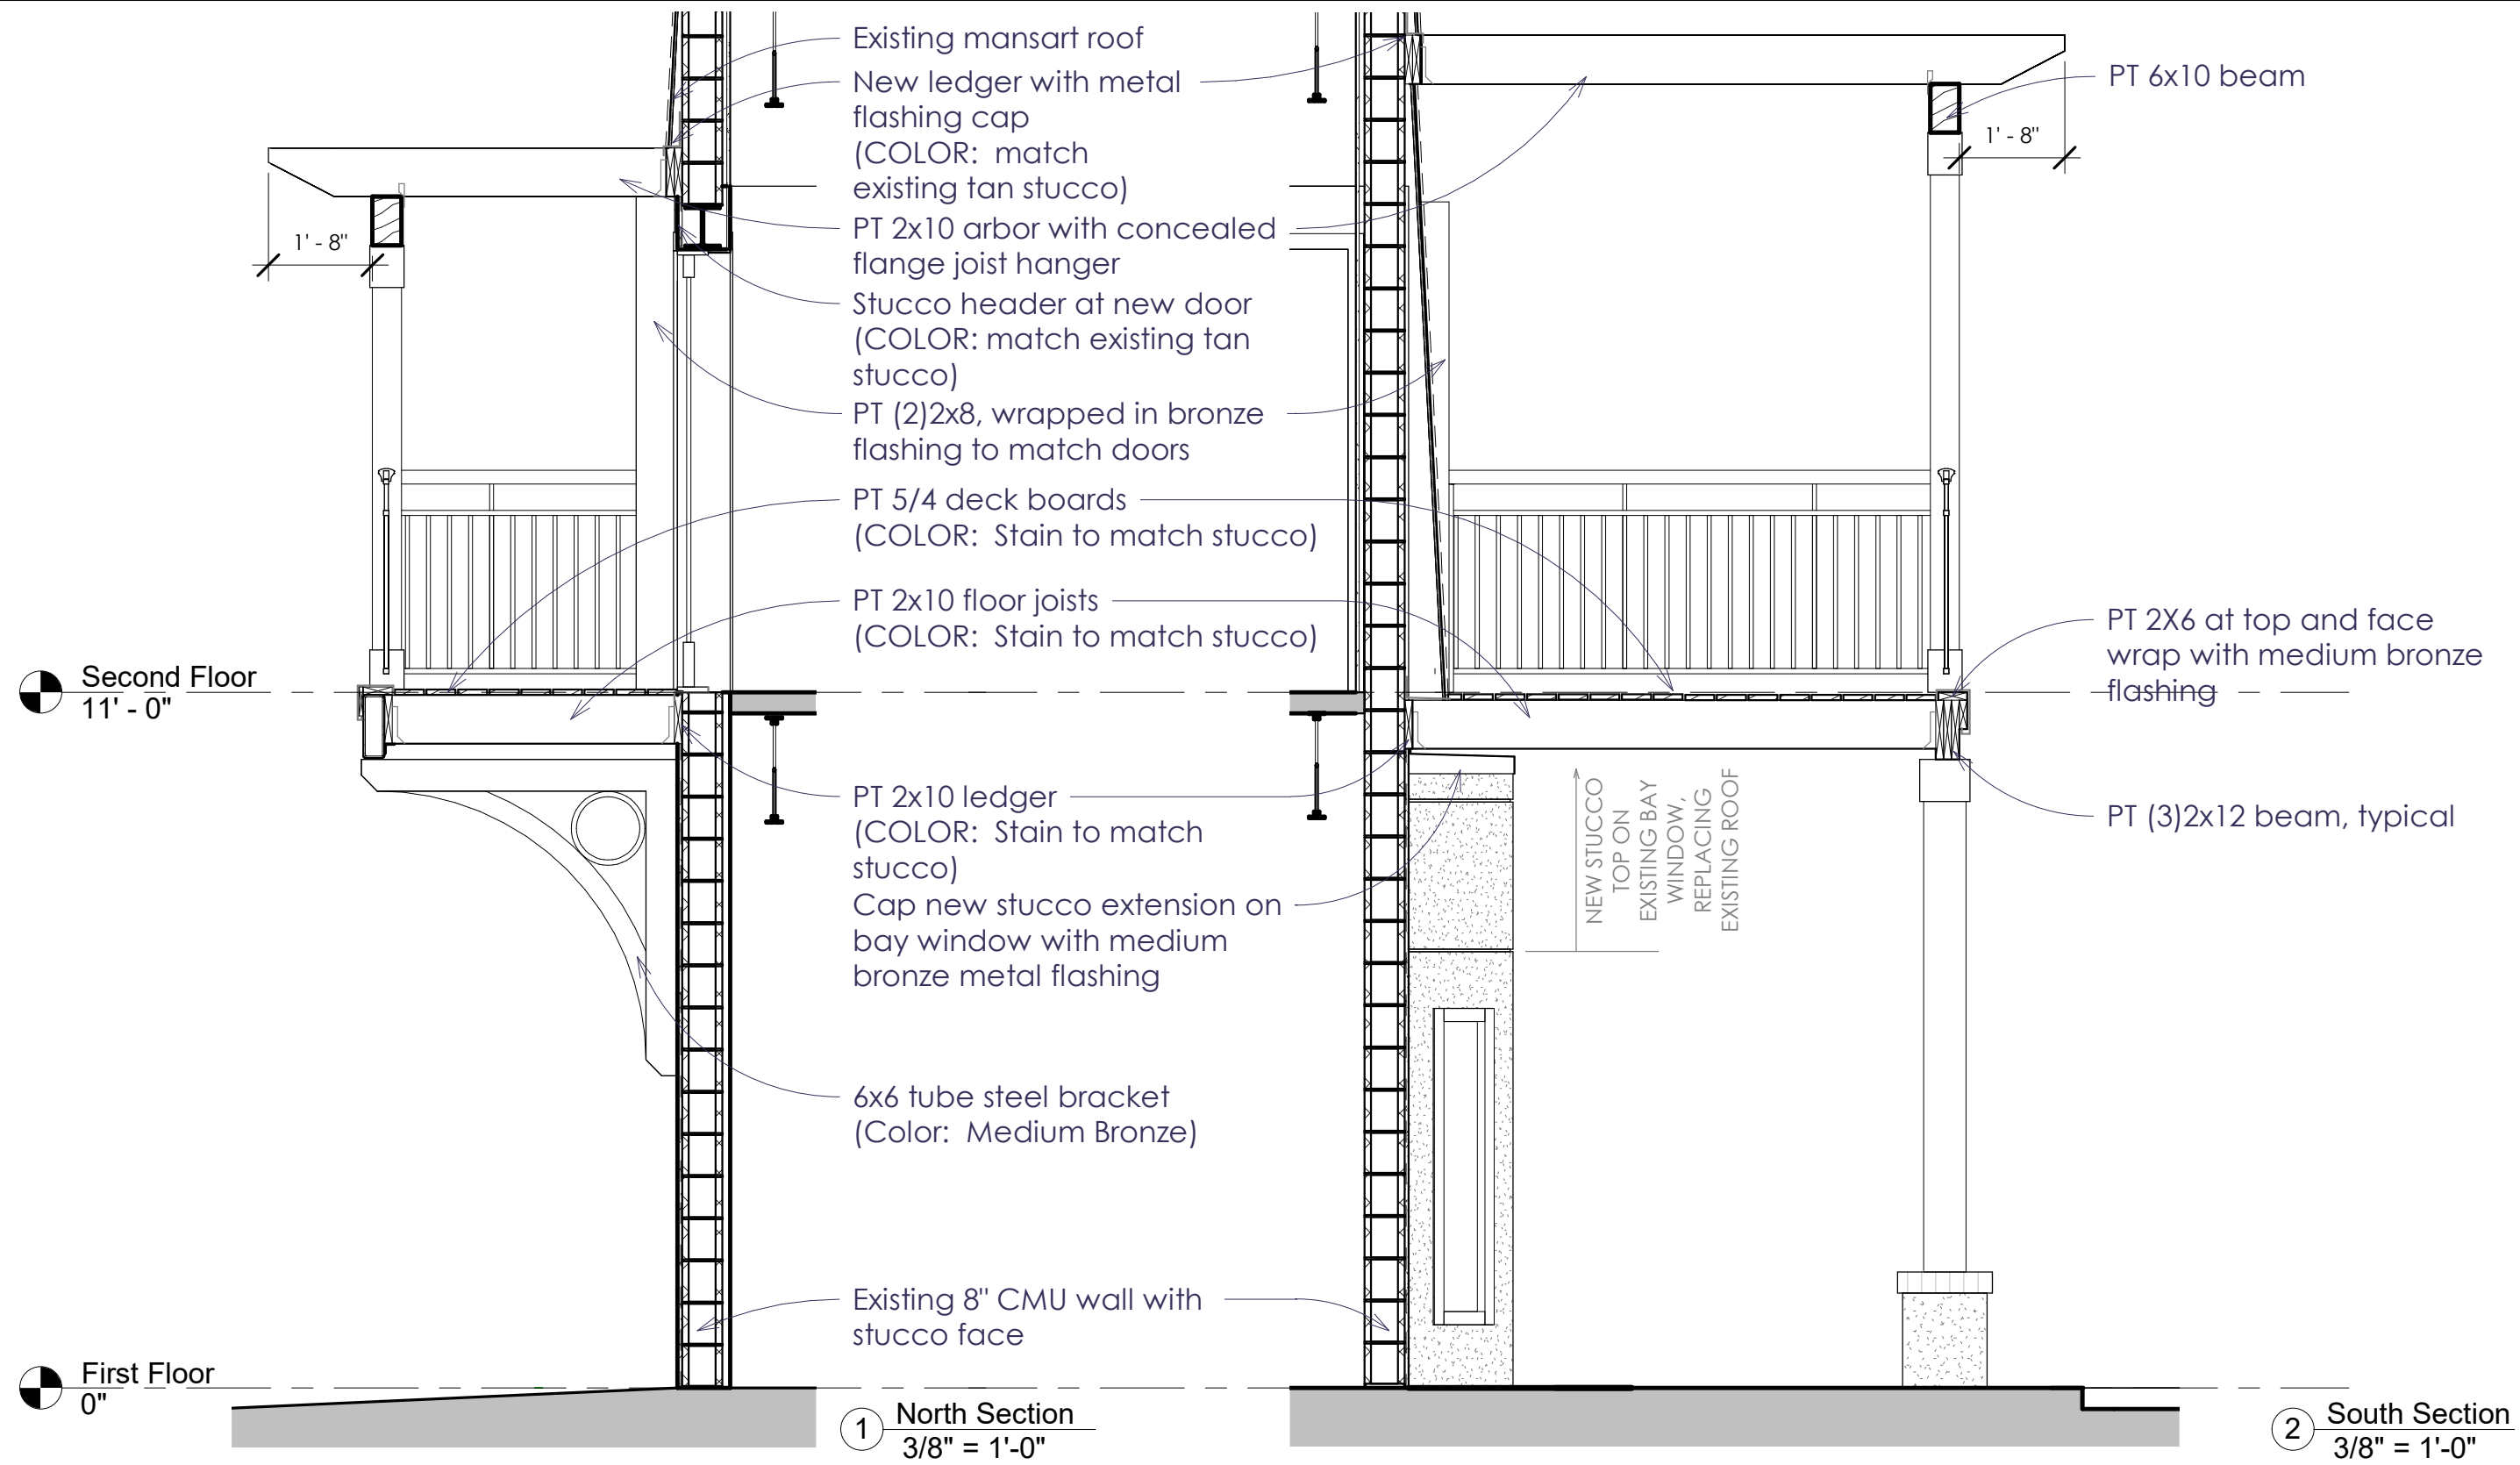 Existing mansart roof
New ledger with metal
flashing cap
(COLOR:  match
existing tan stucco)
PT 2x10 arbor with concealed
flange joist hanger
Stucco header at new door
(COLOR: match existing tan
stucco)
PT (2)2x8, wrapped in bronze
flashing to match doors
PT 5/4 deck boards
(COLOR:  Stain to match stucco)
PT 2x10 floor joists
(COLOR:  Stain to match stucco)
PT 2x10 ledger
(COLOR:  Stain to match
stucco)
Cap new stucco extension on
bay window with medium
bronze metal flashing
6x6 tube steel bracket
(Color:  Medium Bronze)
Existing 8" CMU wall with
stucco face
1' - 8"
Second Floor
11' - 0"
First Floor
0"
1
North Section
3/8" = 1'-0"
PT 6x10 beam
1' - 8"
PT 2X6 at top and face
wrap with medium bronze
flashing
PT (3)2x12 beam, typical
NEW STUCCO
TOP ON
EXISTING BAY
WINDOW,
REPLACING
EXISTING ROOF
2
South Section
3/8" = 1'-0"